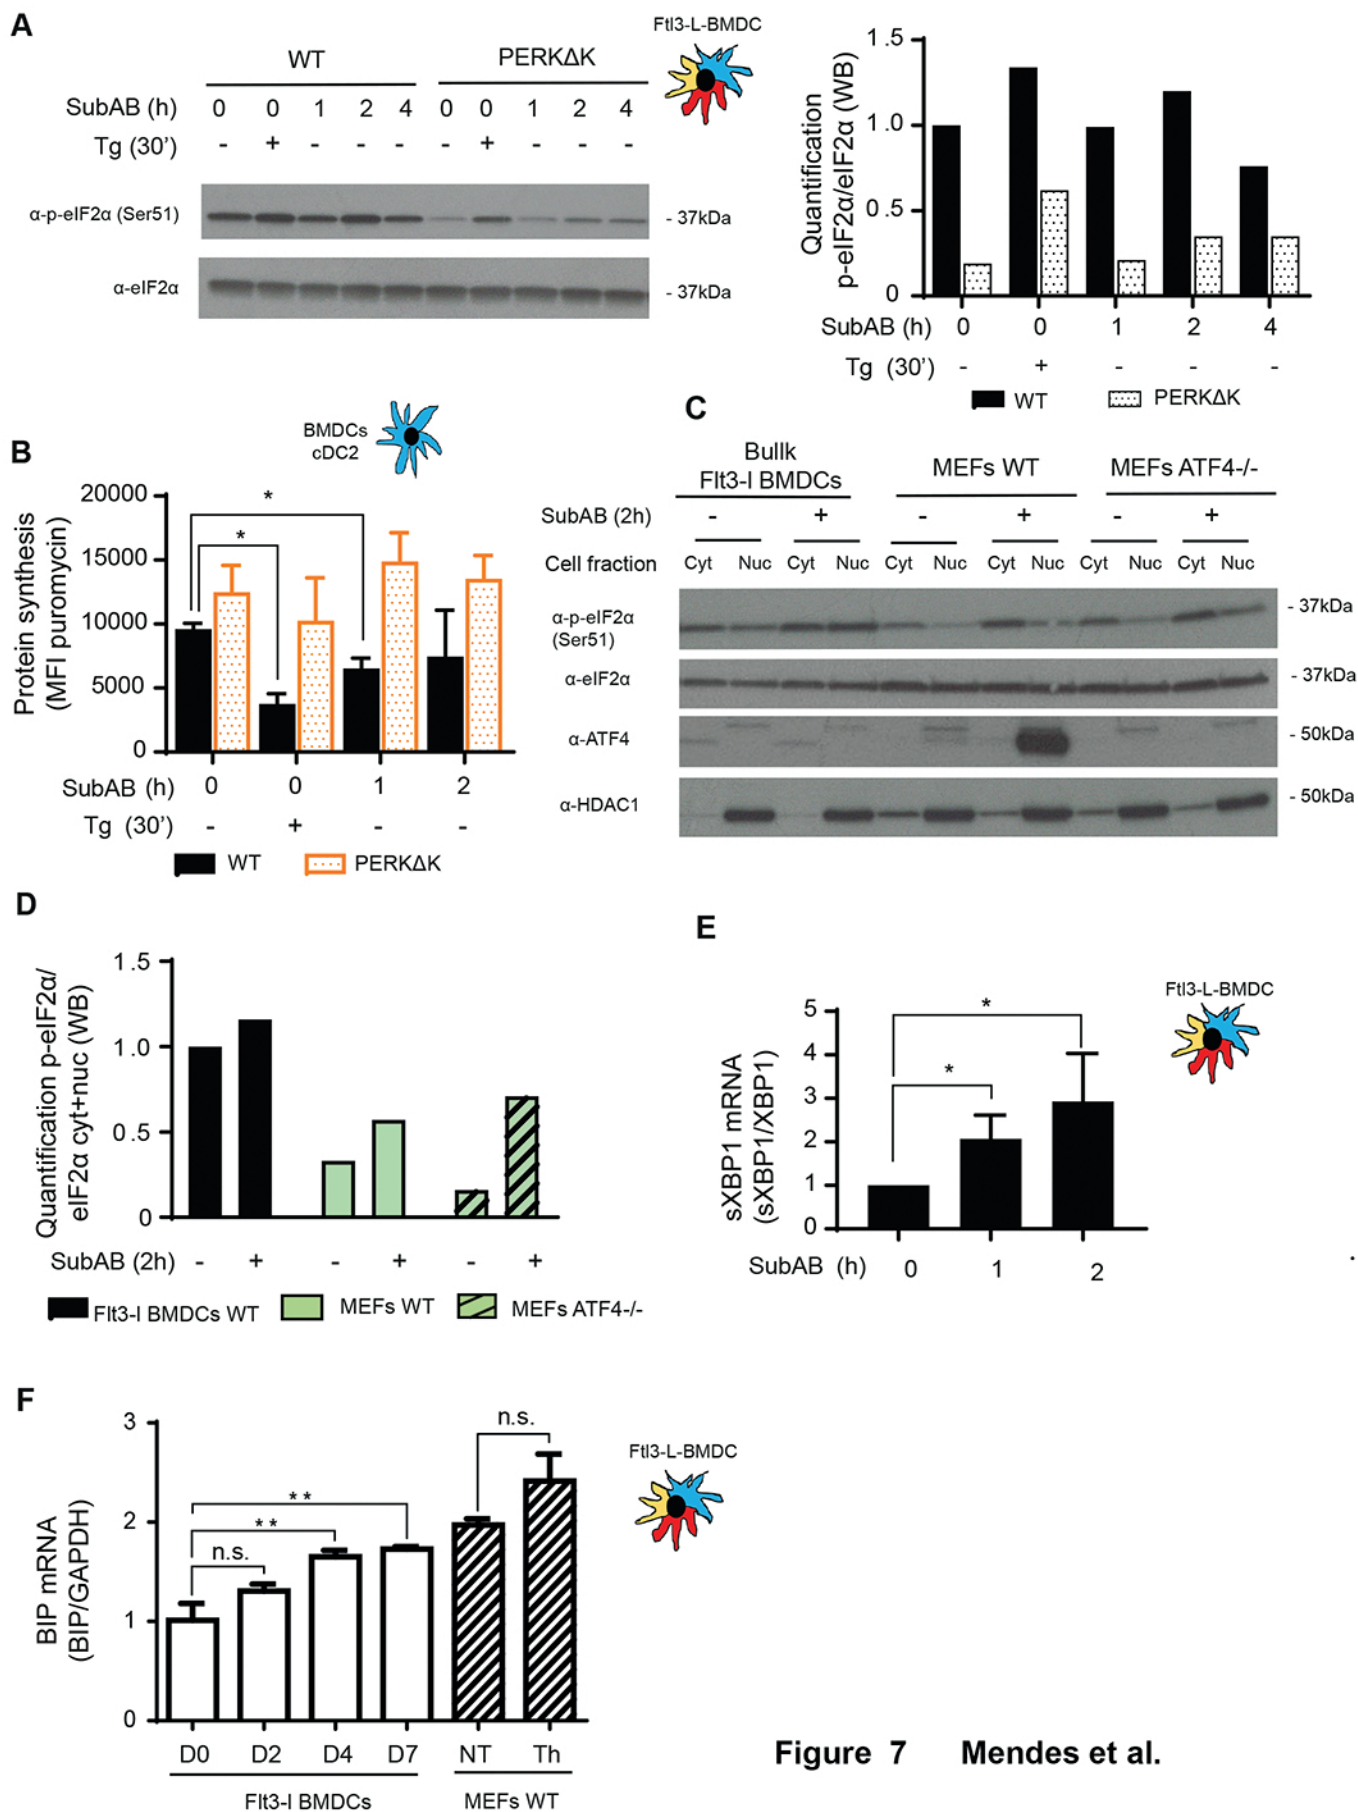 A
Ftl3-L-BMDC
WT PERKΔK
SubAB (h) 0 0 1 2 4 0 0 1 2 4
Tg (30') - + - - - - + - - -
α-p-eIF2α (Ser51) - 37kDa
α-eIF2α - 37kDa
Quantification
p-eIF2α/eIF2α (WB)
1.5
1.0
0.5
0
SubAB (h) 0 0 1 2 4
Tg (30') - + - - -
WT PERKΔK
B
BMDCs
cDC2
Protein synthesis
(MFI puromycin)
20000
15000
10000
5000
0
*
*
SubAB (h) 0 0 1 2
Tg (30') - + - -
WT PERKΔK
C
Bullk
Flt3-l BMDCs MEFs WT MEFs ATF4-/-
SubAB (2h) - + - + - +
Cell fraction Cyt Nuc Cyt Nuc Cyt Nuc Cyt Nuc Cyt Nuc Cyt Nuc
α-p-eIF2α
(Ser51)
- 37kDa
α-eIF2α - 37kDa
α-ATF4 - 50kDa
α-HDAC1 - 50kDa
D
Quantification p-eIF2α/
eIF2α cyt+nuc (WB)
1.5
1.0
0.5
0
SubAB (2h) - + - + - +
Flt3-l BMDCs WT MEFs WT MEFs ATF4-/-
E
Ftl3-L-BMDC
sXBP1 mRNA
(sXBP1/XBP1)
5
4
3
2
1
0
*
*
SubAB (h) 0 1 2
F
Ftl3-L-BMDC
BIP mRNA
(BIP/GAPDH)
3
2
1
0
n.s.
**
**
n.s.
D0 D2 D4 D7 NT Th
Flt3-l BMDCs MEFs WT
Figure 7 Mendes et al.